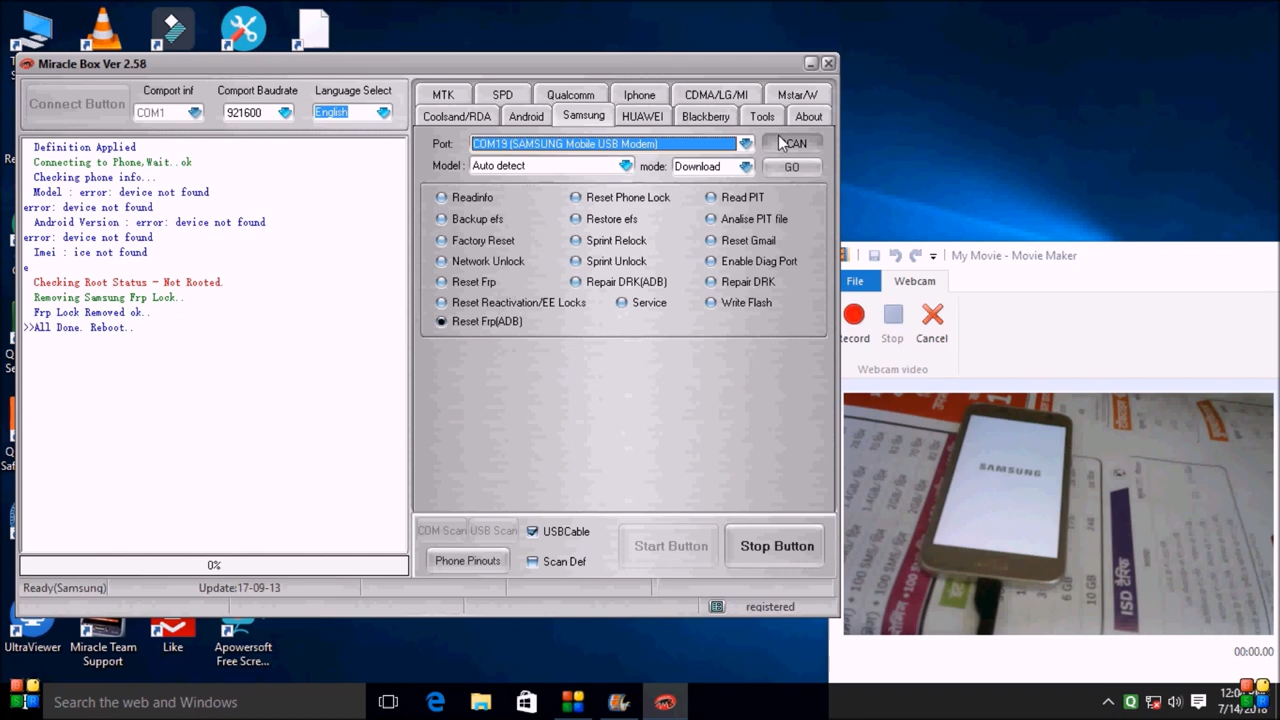 Miracle Box Ver 2.58
Connect Button
Comport inf
Comport Baudrate
Language Select
COM1
921600
English
Definition Applied
Connecting to Phone,Wait..ok
Checking phone info...
Model : error: device not found
error: device not found
Android Version : error: device not found
error: device not found
Imei : ice not found
e
Checking Root Status - Not Rooted.
Removing Samsung Frp Lock..
Frp Lock Removed ok..
>>All Done. Reboot..
0%
Ready(Samsung)
Update:17-09-13
MTK
SPD
Qualcomm
Iphone
CDMA/LG/MI
Mstar/W
Coolsand/RDA
Android
Samsung
HUAWEI
Blackberry
Tools
About
Port:
COM19 (SAMSUNG Mobile USB Modem)
Model :
Auto detect
mode:
Download
GO
Readinfo
Reset Phone Lock
Read PIT
Backup efs
Restore efs
Analise PIT file
Factory Reset
Sprint Relock
Reset Gmail
Network Unlock
Sprint Unlock
Enable Diag Port
Reset Frp
Repair DRK(ADB)
Repair DRK
Reset Reactivation/EE Locks
Service
Write Flash
Reset Frp(ADB)
COM Scan
USB Scan
USBCable
Phone Pinouts
Scan Def
Start Button
Stop Button
registered
My Movie - Movie Maker
File
Webcam
Stop
Cancel
Webcam video
SAMSUNG
6 GB
10 GB
00:00.00
UltraViewer
Miracle Team
Support
Like
Apowersoft
Free Scre...
Search the web and Windows